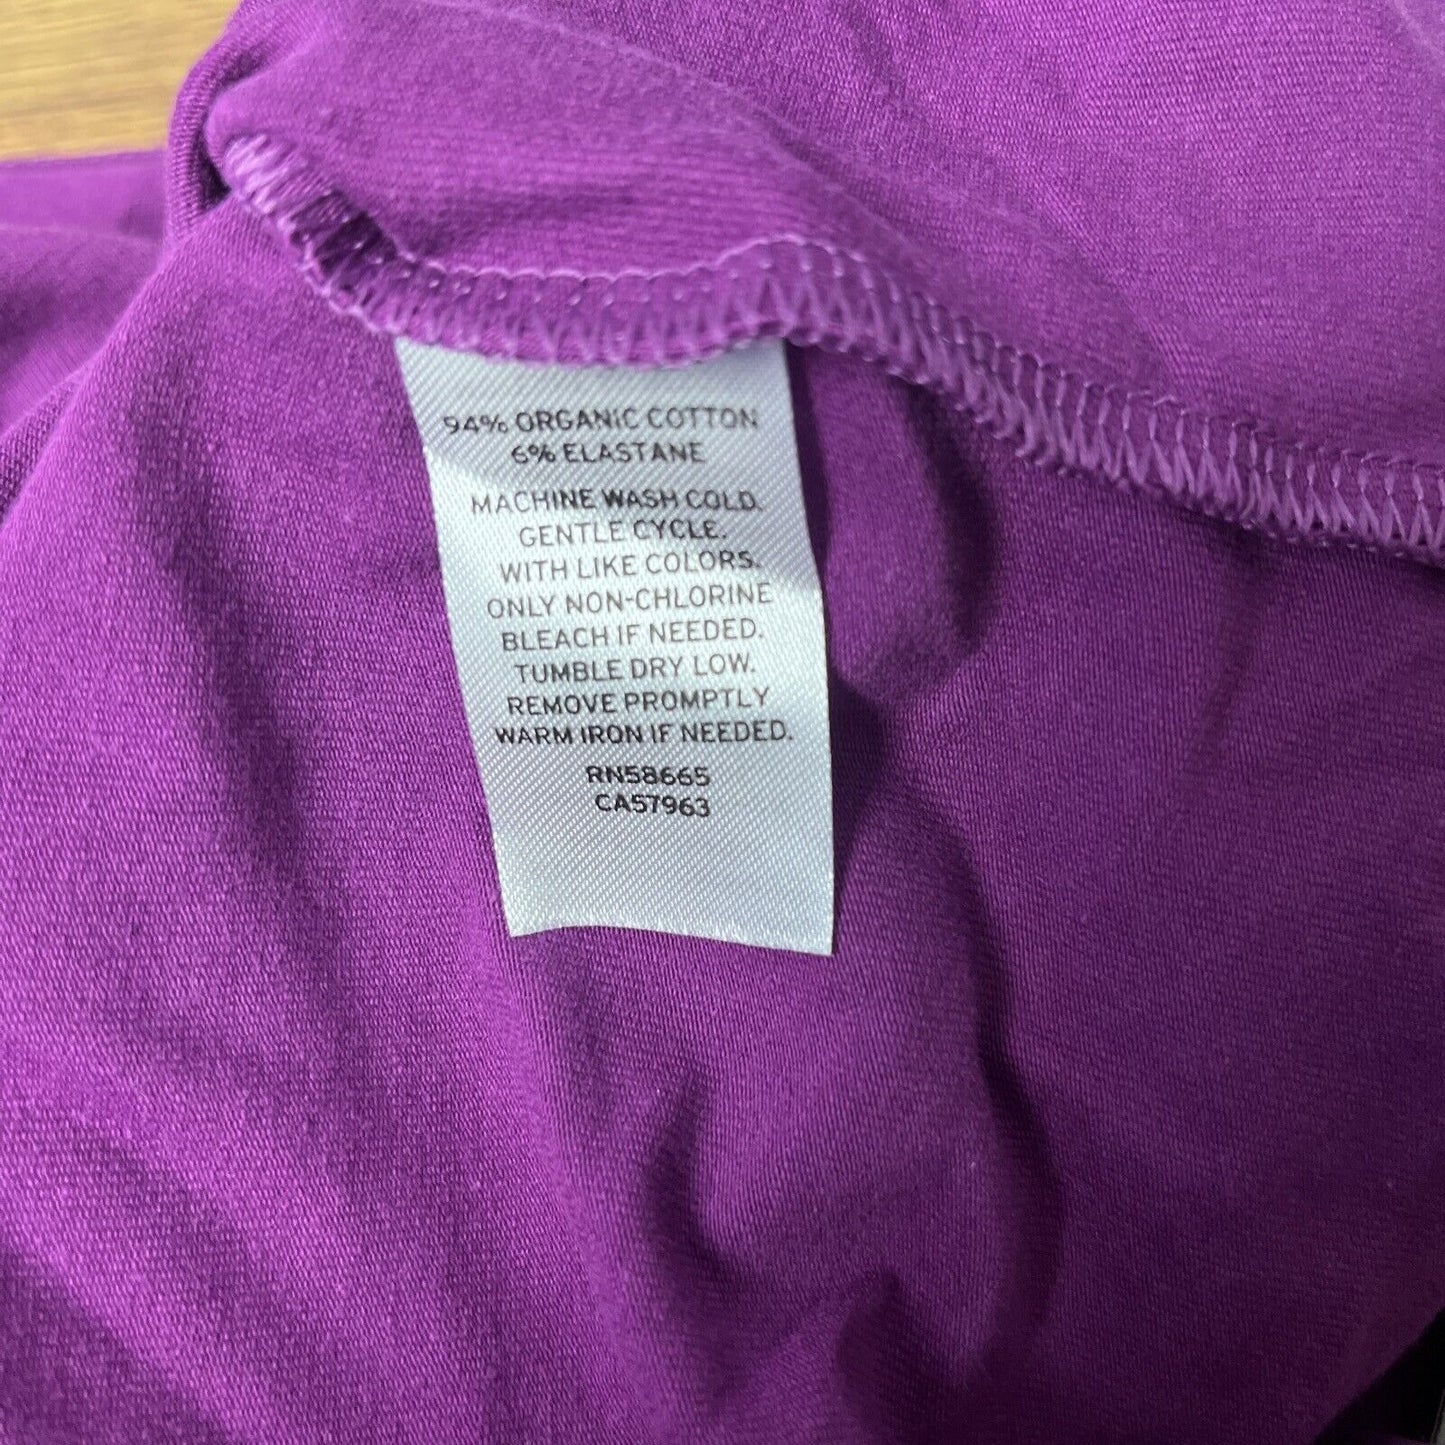 94% ORGANIC COTTON
6% ELASTANE
MACHINE WASH COLD.
GENTLE CYCLE.
WITH LIKE COLORS.
ONLY NON-CHLORINE
BLEACH IF NEEDED.
TUMBLE DRY LOW.
REMOVE PROMPTLY
WARM IRON IF NEEDED.
RN58665
CA57963